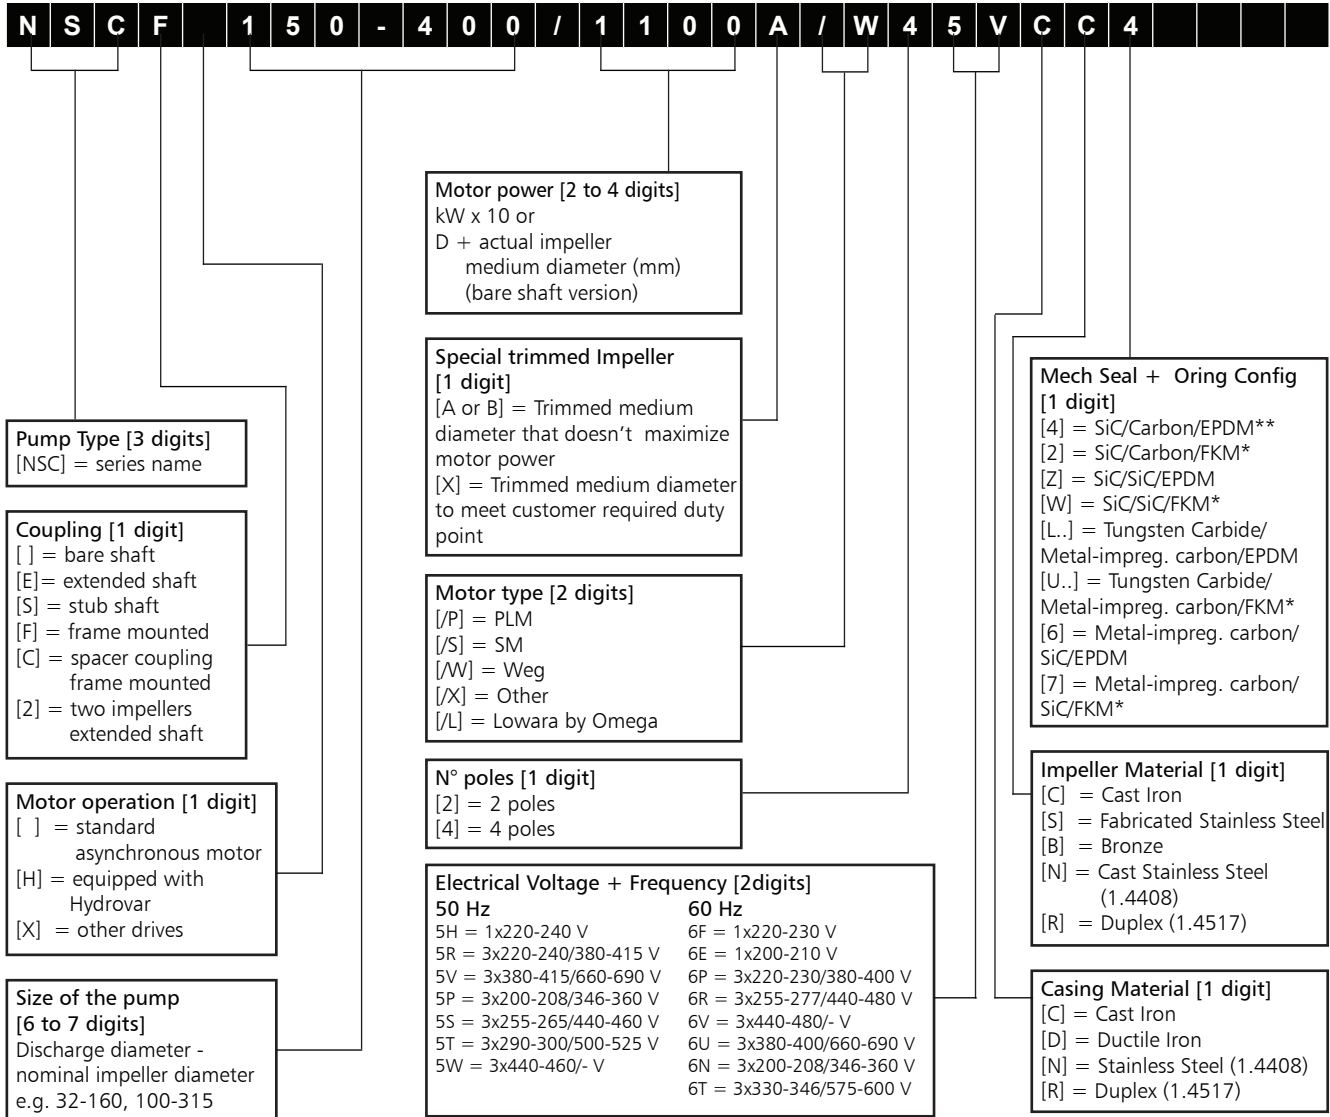 N S C F 1 5 0 - 4 0 0 / 1 1 0 0 A / W 4 5 V C C 4
Motor power [2 to 4 digits]
kW x 10 or
D + actual impeller
medium diameter (mm)
(bare shaft version)
Special trimmed Impeller
[1 digit]
[A or B] = Trimmed medium
diameter that doesn't maximize
motor power
[X] = Trimmed medium diameter
to meet customer required duty
point
Mech Seal + Oring Config
[1 digit]
[4] = SiC/Carbon/EPDM**
[2] = SiC/Carbon/FKM*
[Z] = SiC/SiC/EPDM
[W] = SiC/SiC/FKM*
[L..] = Tungsten Carbide/
Metal-impreg. carbon/EPDM
[U..] = Tungsten Carbide/
Metal-impreg. carbon/FKM*
[6] = Metal-impreg. carbon/
SiC/EPDM
[7] = Metal-impreg. carbon/
SiC/FKM*
Pump Type [3 digits]
[NSC] = series name
Coupling [1 digit]
[ ] = bare shaft
[E]= extended shaft
[S] = stub shaft
[F] = frame mounted
[C] = spacer coupling
frame mounted
[2] = two impellers
extended shaft
Motor type [2 digits]
[/P] = PLM
[/S] = SM
[/W] = Weg
[/X] = Other
[/L] = Lowara by Omega
N° poles [1 digit]
[2] = 2 poles
[4] = 4 poles
Impeller Material [1 digit]
[C] = Cast Iron
[S] = Fabricated Stainless Steel
[B] = Bronze
[N] = Cast Stainless Steel
(1.4408)
[R] = Duplex (1.4517)
Motor operation [1 digit]
[ ] = standard
asynchronous motor
[H] = equipped with
Hydrovar
[X] = other drives
Electrical Voltage + Frequency [2digits]
50 Hz
5H = 1x220-240 V
5R = 3x220-240/380-415 V
5V = 3x380-415/660-690 V
5P = 3x200-208/346-360 V
5S = 3x255-265/440-460 V
5T = 3x290-300/500-525 V
5W = 3x440-460/- V
60 Hz
6F = 1x220-230 V
6E = 1x200-210 V
6P = 3x220-230/380-400 V
6R = 3x255-277/440-480 V
6V = 3x440-480/- V
6U = 3x380-400/660-690 V
6N = 3x200-208/346-360 V
6T = 3x330-346/575-600 V
Size of the pump
[6 to 7 digits]
Discharge diameter -
nominal impeller diameter
e.g. 32-160, 100-315
Casing Material [1 digit]
[C] = Cast Iron
[D] = Ductile Iron
[N] = Stainless Steel (1.4408)
[R] = Duplex (1.4517)